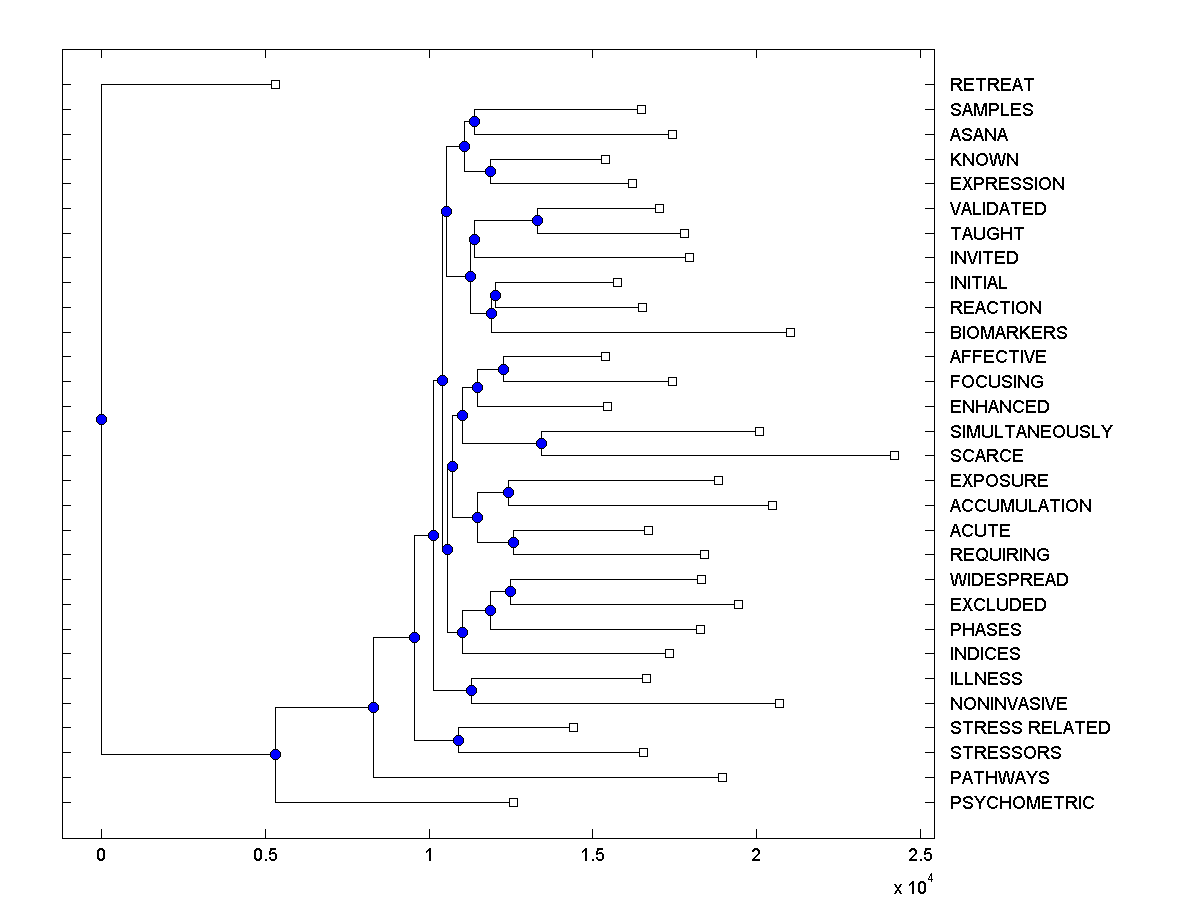 RETREAT
SAMPLES
ASANA
KNOWN
EXPRESSION
VALIDATED
TAUGHT
INVITED
INITIAL
REACTION
BIOMARKERS
AFFECTIVE
FOCUSING
ENHANCED
SIMULTANEOUSLY
SCARCE
EXPOSURE
ACCUMULATION
ACUTE
REQUIRING
WIDESPREAD
EXCLUDED
PHASES
INDICES
ILLNESS
NONINVASIVE
STRESS RELATED
STRESSORS
PATHWAYS
PSYCHOMETRIC
0 0.5 1 1.5 2 2.5
x 10^4